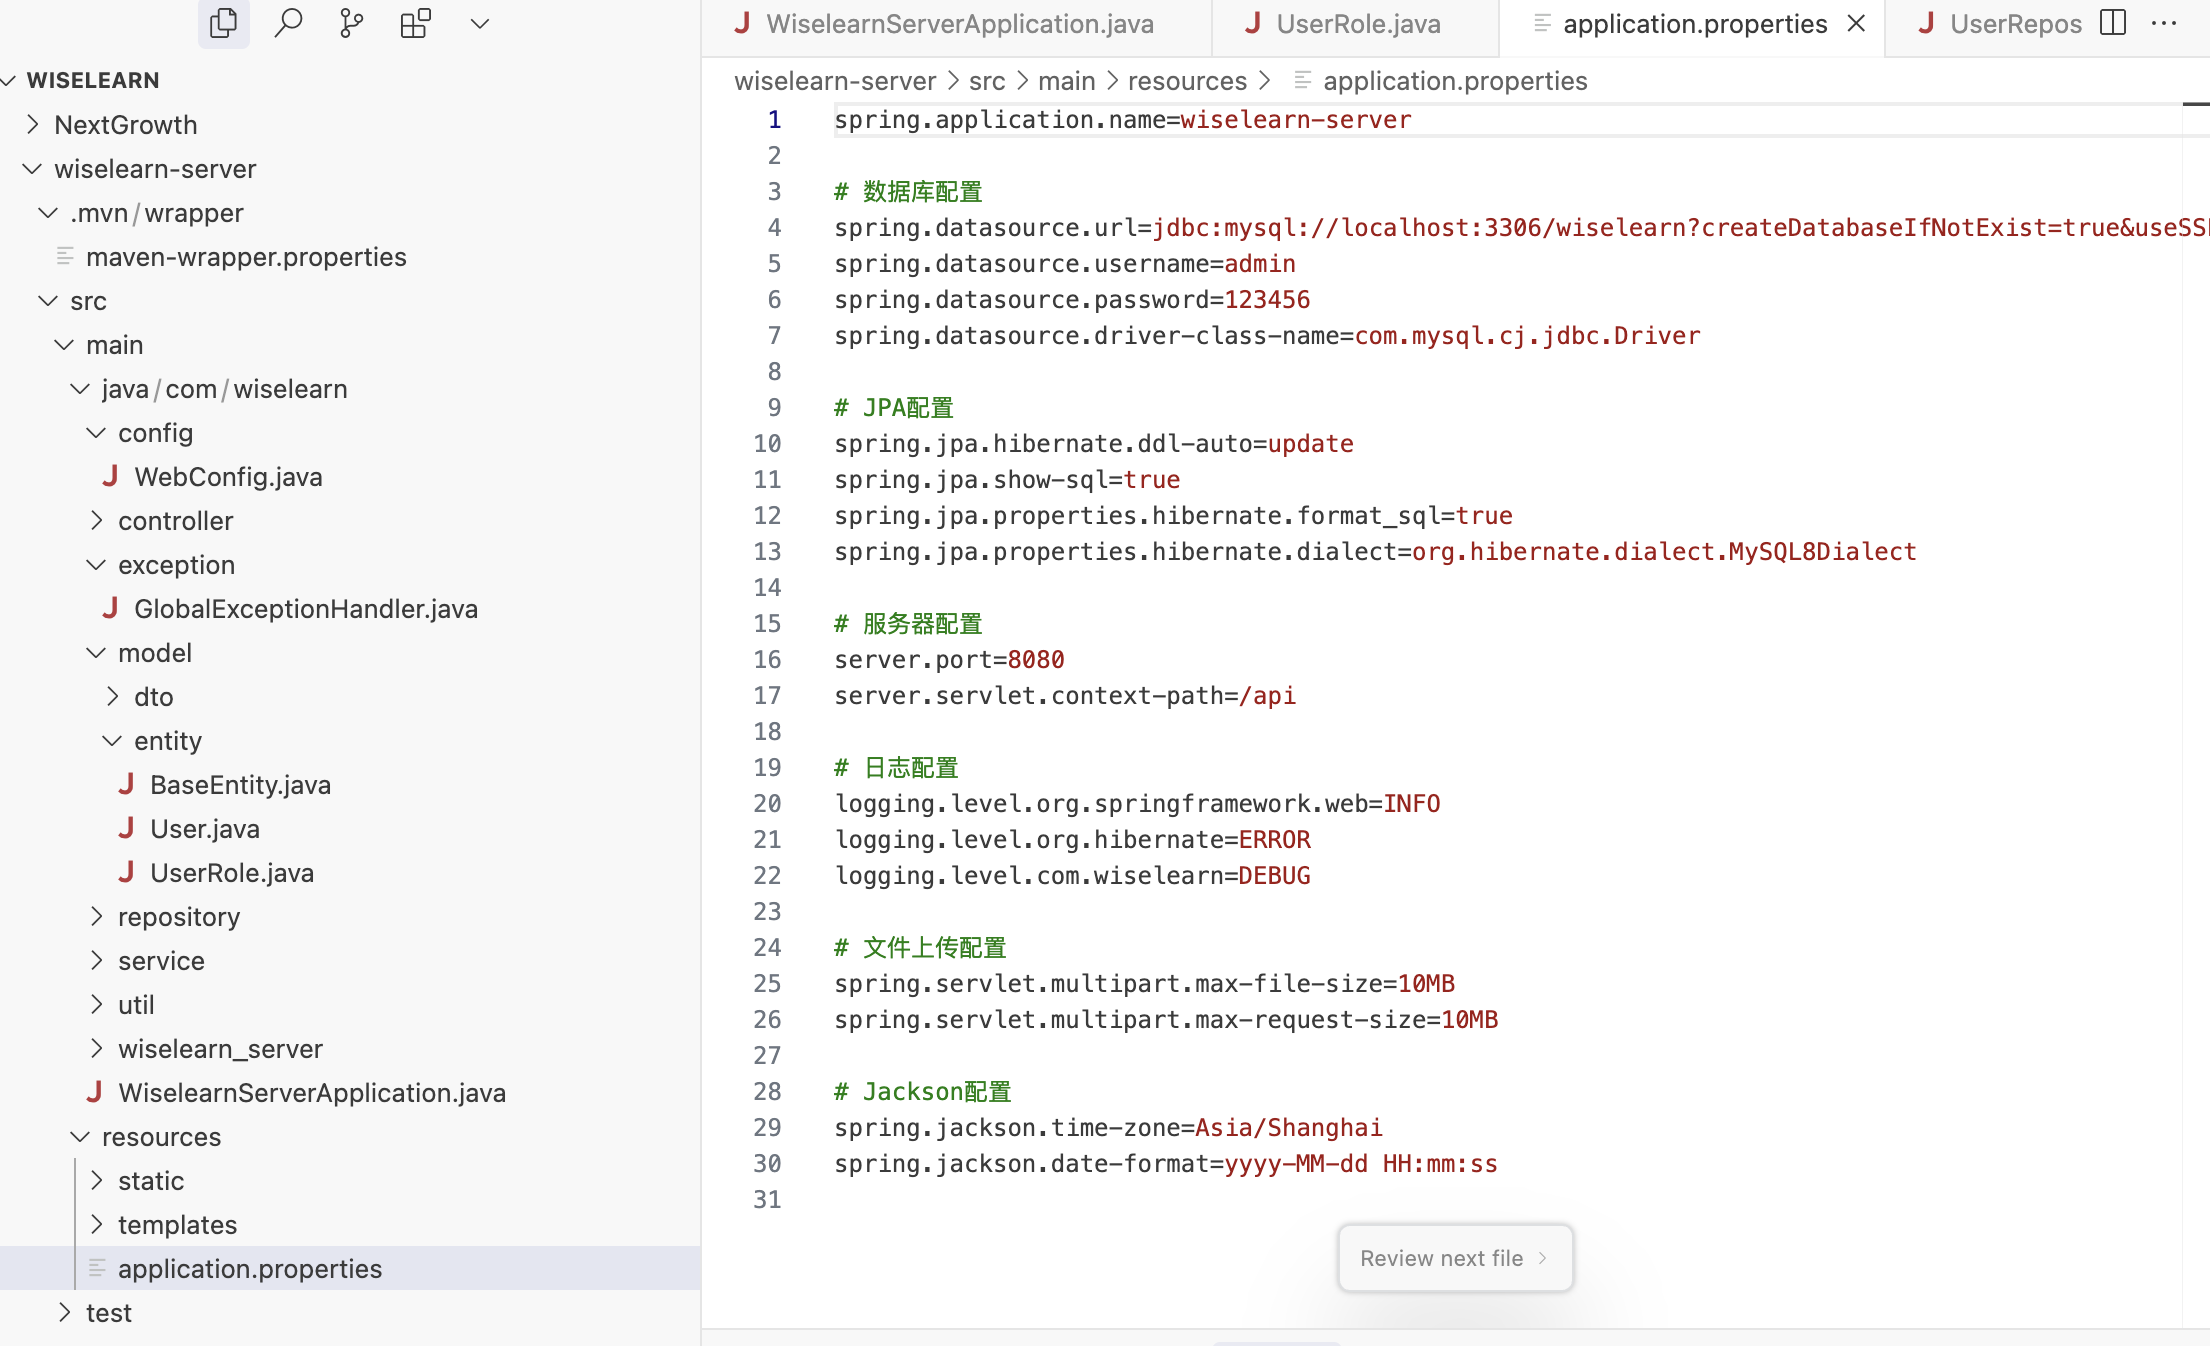 WiselearnServerApplication.java
UserRole.java
application.properties
UserRepos
WISELEARN
NextGrowth
wiselearn-server
.mvn/wrapper
maven-wrapper.properties
src
main
java/com/wiselearn
config
WebConfig.java
controller
exception
GlobalExceptionHandler.java
model
dto
entity
BaseEntity.java
User.java
UserRole.java
repository
service
util
wiselearn_server
WiselearnServerApplication.java
resources
static
templates
application.properties
test
wiselearn-server > src > main > resources > application.properties
1 spring.application.name=wiselearn-server
2
3 # 数据库配置
4 spring.datasource.url=jdbc:mysql://localhost:3306/wiselearn?createDatabaseIfNotExist=true&useSS
5 spring.datasource.username=admin
6 spring.datasource.password=123456
7 spring.datasource.driver-class-name=com.mysql.cj.jdbc.Driver
8
9 # JPA配置
10 spring.jpa.hibernate.ddl-auto=update
11 spring.jpa.show-sql=true
12 spring.jpa.properties.hibernate.format_sql=true
13 spring.jpa.properties.hibernate.dialect=org.hibernate.dialect.MySQL8Dialect
14
15 # 服务器配置
16 server.port=8080
17 server.servlet.context-path=/api
18
19 # 日志配置
20 logging.level.org.springframework.web=INFO
21 logging.level.org.hibernate=ERROR
22 logging.level.com.wiselearn=DEBUG
23
24 # 文件上传配置
25 spring.servlet.multipart.max-file-size=10MB
26 spring.servlet.multipart.max-request-size=10MB
27
28 # Jackson配置
29 spring.jackson.time-zone=Asia/Shanghai
30 spring.jackson.date-format=yyyy-MM-dd HH:mm:ss
31
Review next file >